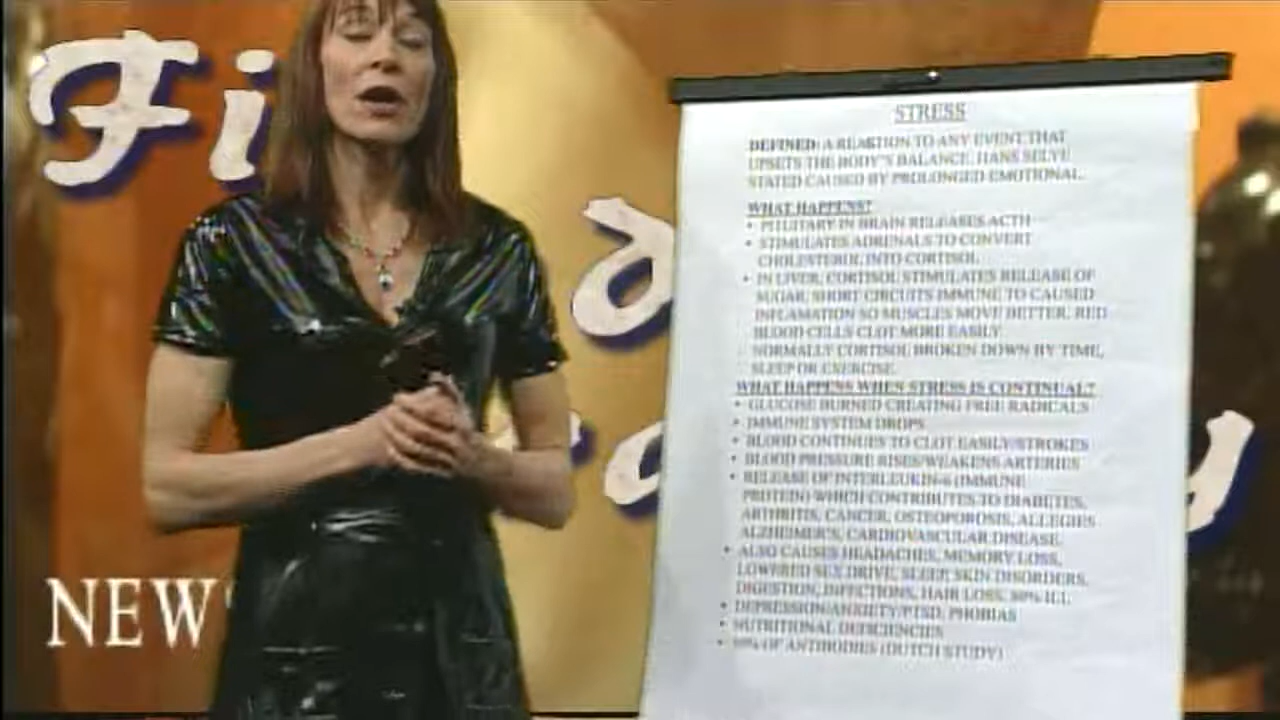 Fi
d
NEW
y
STRESS
DEFINED: A REAKTION TO ANY EVENT THAT
UPSETS THE BODY'S BALANCE. HANS SELYE
STATED CAUSED BY PROLONGED EMOTIONAL.
WHAT HAPPENS?
• PITUITARY IN BRAIN RELEASES ACTH
• STIMULATES ADRENALS TO CONVERT
CHOLESTEROL INTO CORTISOL
• IN LIVER, CORTISOL STIMULATES RELEASE OF
SUGAR, SHORT CIRCUITS IMMUNE TO CAUSED
INFLAMATION SO MUSCLES MOVE BETTER, RED
BLOOD CELLS CLOT MORE EASILY
NORMALLY CORTISOL BROKEN DOWN BY TIME,
SLEEP OR EXERCISE.
WHAT HAPPENS WHEN STRESS IS CONTINUAL?
• GLUCOSE BURNED CREATING FREE RADICALS
• IMMUNE SYSTEM DROPS
• BLOOD CONTINUES TO CLOT EASILY/STROKES
• BLOOD PRESSURE RISES/WEAKENS ARTERIES
• RELEASE OF INTERLEUKIN-6 (IMMUNE
PROTEIN) WHICH CONTRIBUTES TO DIABETES,
ARTHRITIS, CANCER, OSTEOPOROSIS, ALLEGIES
ALZHEIMER'S, CARDIOVASCULAR DISEASE.
• ALSO CAUSES HEADACHES, MEMORY LOSS,
LOWERED SEX DRIVE, SLEEP, SKIN DISORDERS,
DIGESTION, INFECTIONS, HAIR LOSS, 80% ILL
• DEPRESSION/ANXIETY/PTSD, PHOBIAS
• NUTRITIONAL DEFICIENCIES
• OF ANTIBODIES (DUTCH STUDY)